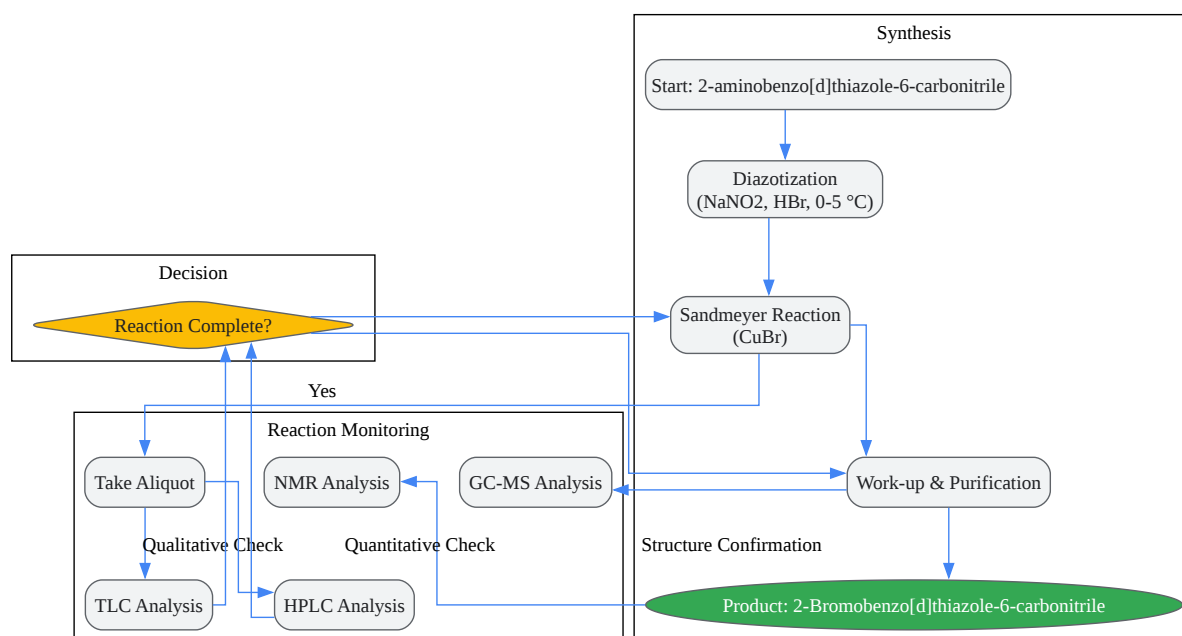 Synthesis
Start: 2-aminobenzo[d]thiazole-6-carbonitrile
Diazotization
(NaNO2, HBr, 0-5 °C)
Decision
Reaction Complete?
Sandmeyer Reaction
(CuBr)
Yes
Reaction Monitoring
Take Aliquot
NMR Analysis
GC-MS Analysis
Work-up & Purification
Qualitative Check
Quantitative Check
Structure Confirmation
TLC Analysis
HPLC Analysis
Product: 2-Bromobenzo[d]thiazole-6-carbonitrile